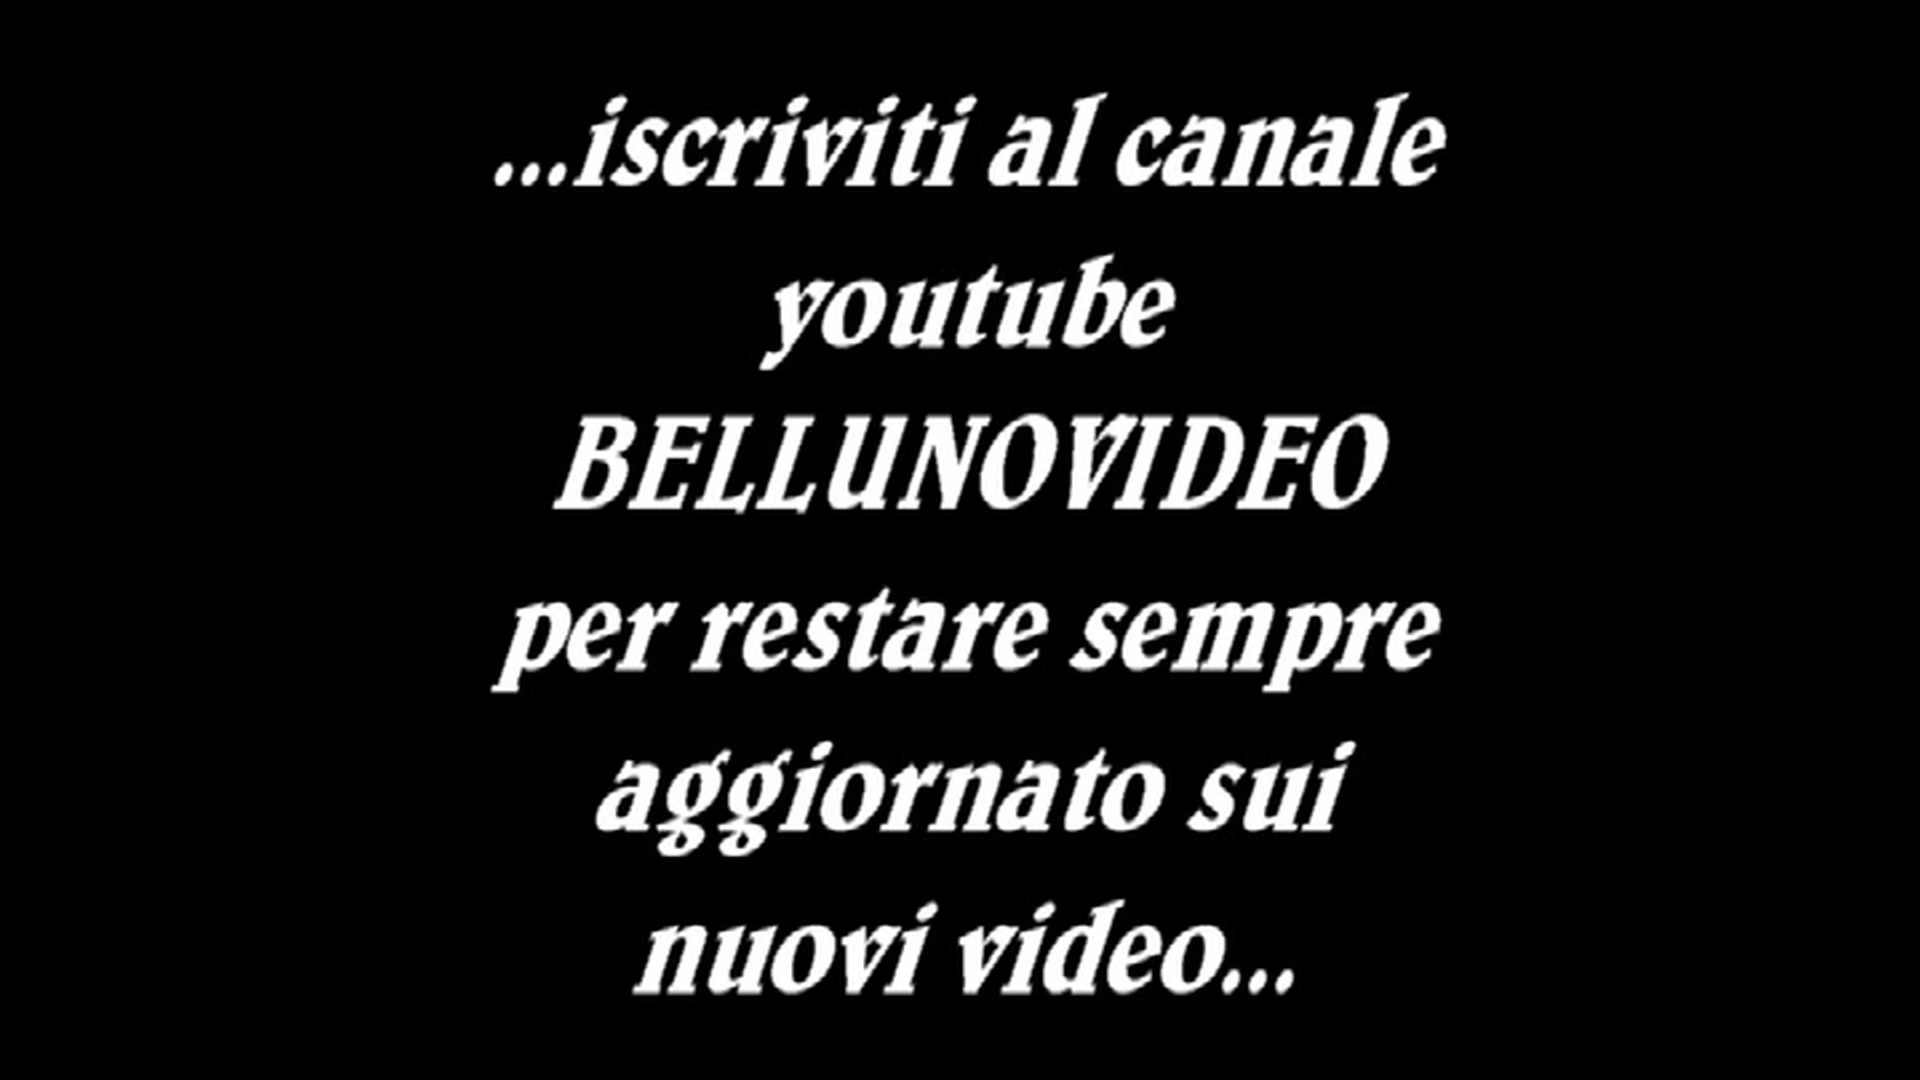 ...iscriviti al canale
youtube
BELLUNOVIDEO
per restare sempre
aggiornato sui
nuovi video...